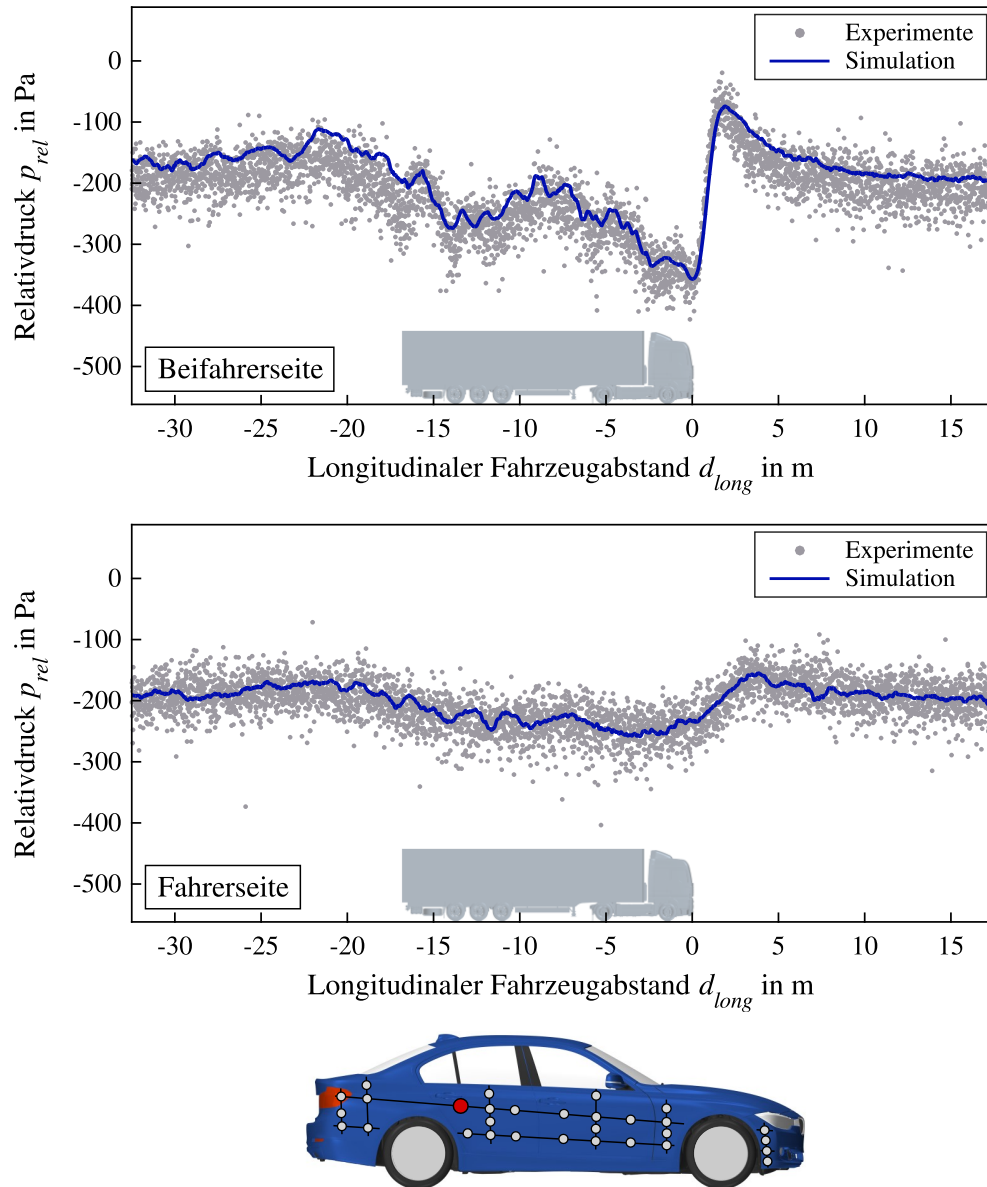 Relativdruck p_rel in Pa
0
-100
-200
-300
-400
-500
Experimente
Simulation
Beifahrerseite
-30 -25 -20 -15 -10 -5 0 5 10 15
Longitudinaler Fahrzeugabstand d_long in m
Relativdruck p_rel in Pa
0
-100
-200
-300
-400
-500
Experimente
Simulation
Fahrerseite
-30 -25 -20 -15 -10 -5 0 5 10 15
Longitudinaler Fahrzeugabstand d_long in m